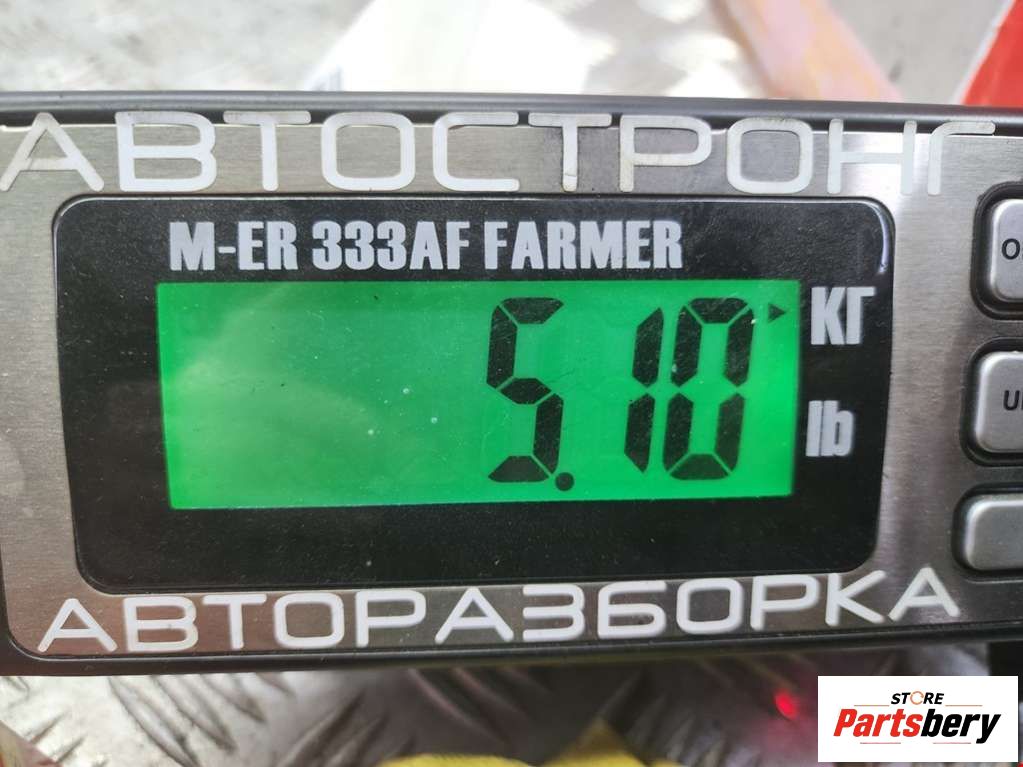 АВТОСТРОНГ
M-ER 333AF FARMER
5.10
КГ
lb
АВТОРАЗБОРКА
STORE
Partsbery